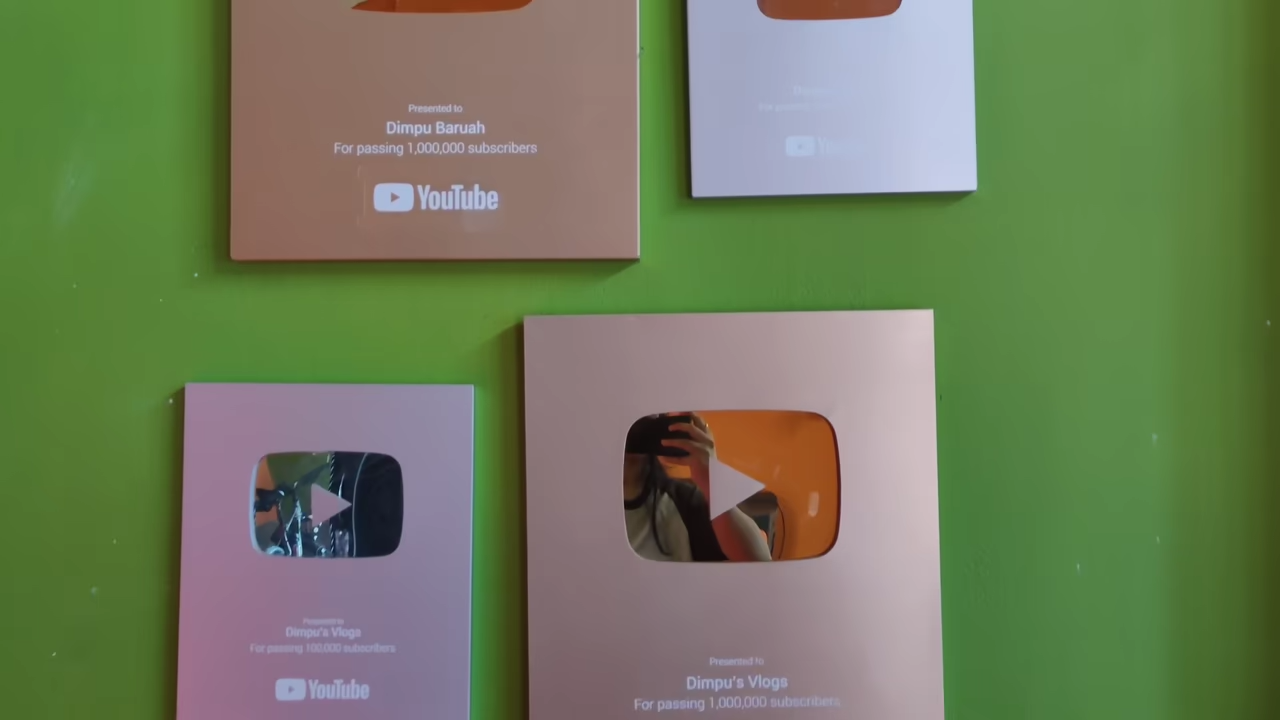 Presented to
Dimpu Baruah
For passing 1,000,000 subscribers
YouTube
Presented to
Dimpu's Vlogs
For passing 100,000 subscribers
YouTube
Presented to
Dimpu's Vlogs
For passing 1,000,000 subscribers